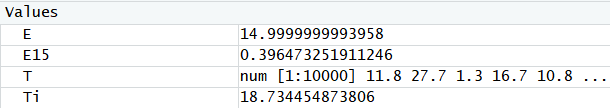 Values
E 14.9999999993958
E15 0.396473251911246
T num [1:10000] 11.8 27.7 1.3 16.7 10.8 ...
Ti 18.734454873806